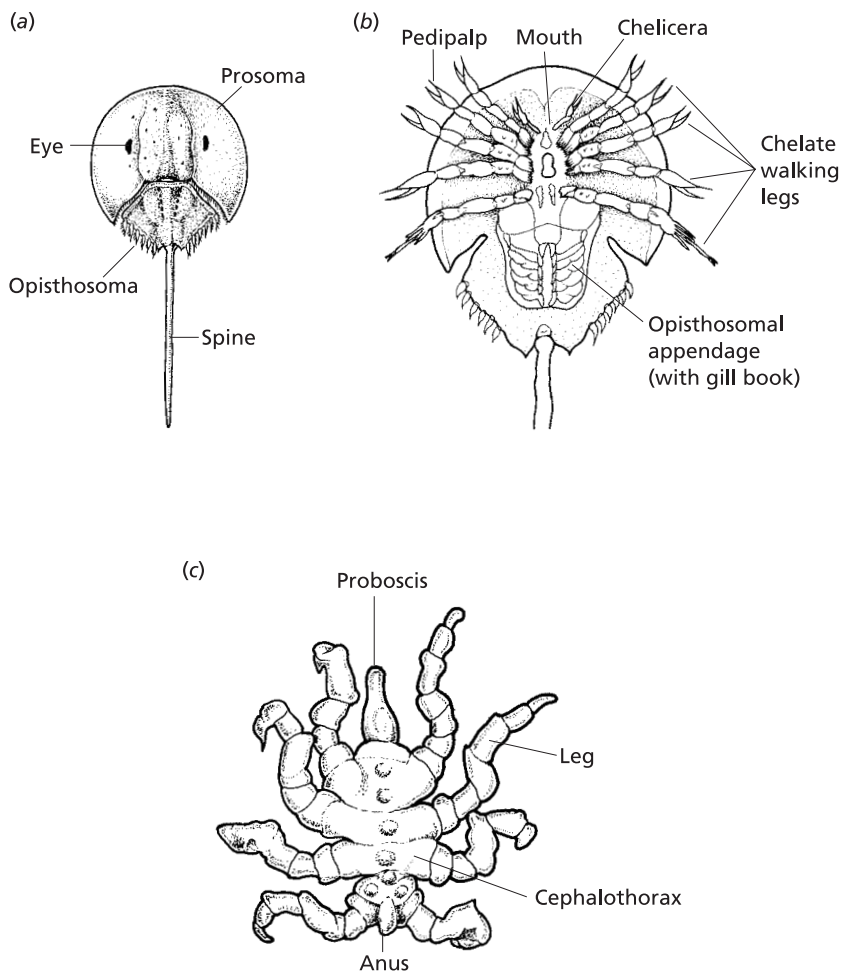 (a)
Prosoma
Eye
Opisthosoma
Spine
(b)
Pedipalp
Mouth
Chelicera
Chelate
walking
legs
Opisthosomal
appendage
(with gill book)
(c)
Proboscis
Leg
Cephalothorax
Anus